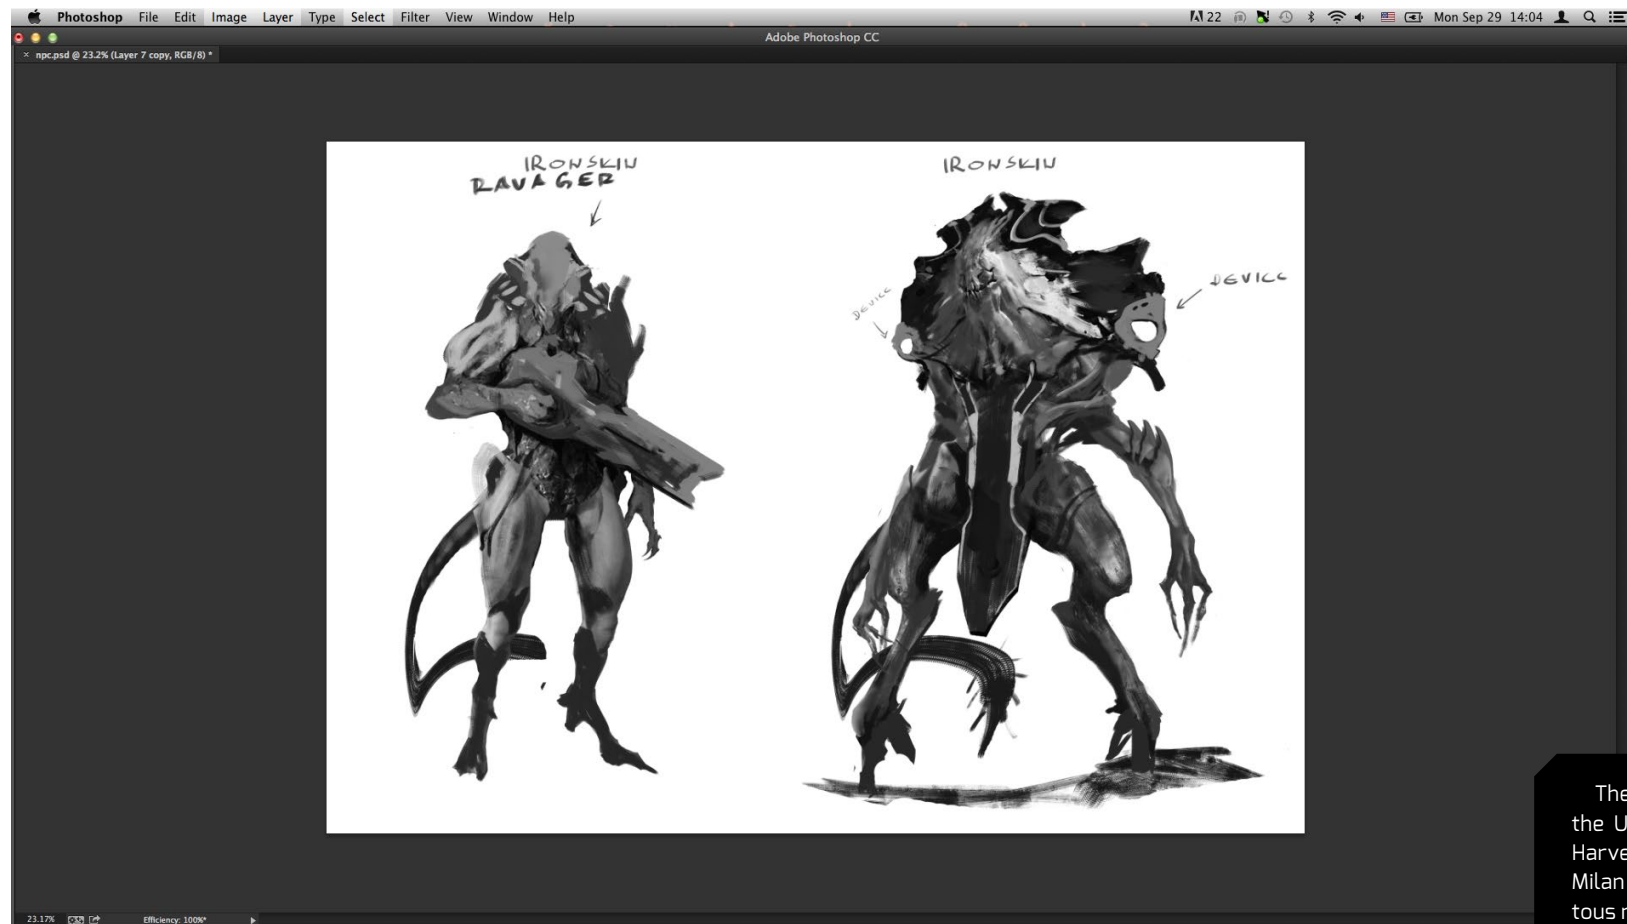 Photoshop File Edit Image Layer Type Select Filter View Window Help 22 Mon Sep 29 14:04
Adobe Photoshop CC
× npc.psd @ 23.2% (Layer 7 copy, RGB/8) *
IRONSKIN
RAVAGER
IRONSKIN
DEVICE
DEVICE
The
the U
Harve
Milan
tous
23.17% Efficiency: 100%*